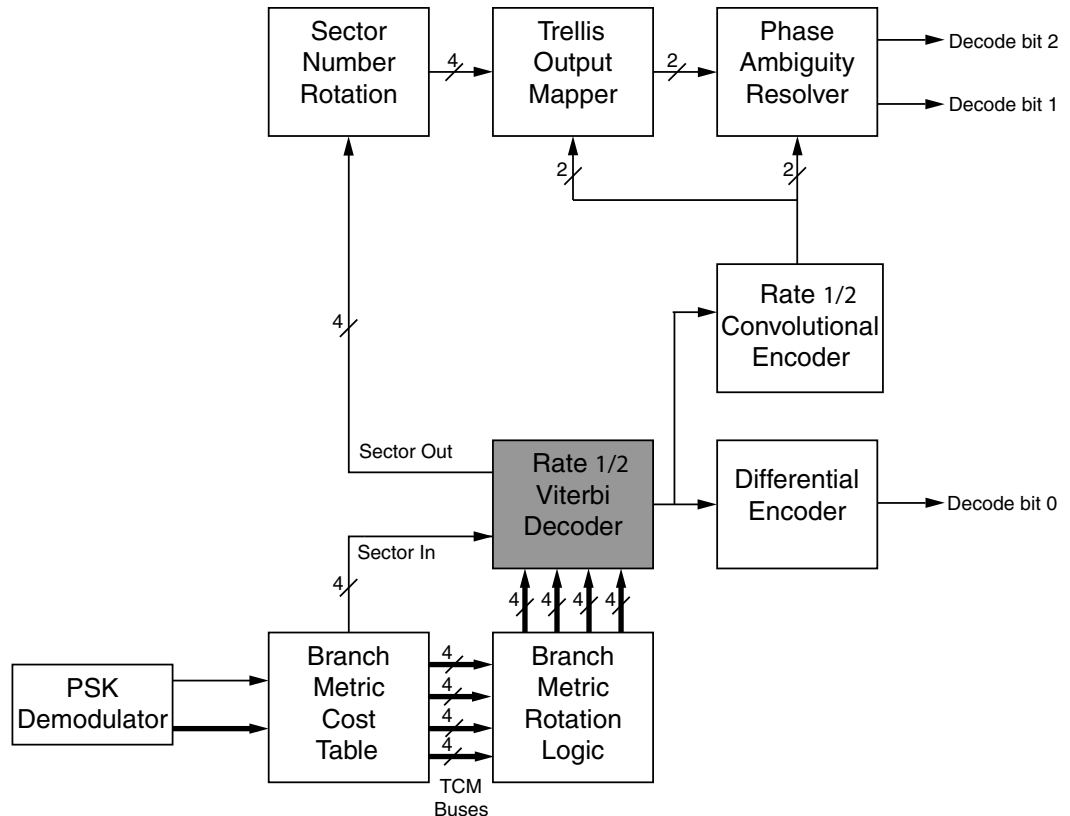 Sector
Number
Rotation
4
Trellis
Output
Mapper
2
Phase
Ambiguity
Resolver
Decode bit 2
Decode bit 1
2
2
Rate 1/2
Convolutional
Encoder
4
Sector Out
Rate 1/2
Viterbi
Decoder
Differential
Encoder
Decode bit 0
Sector In
4
4
4
4
4
PSK
Demodulator
Branch
Metric
Cost
Table
4
4
4
4
TCM
Buses
Branch
Metric
Rotation
Logic